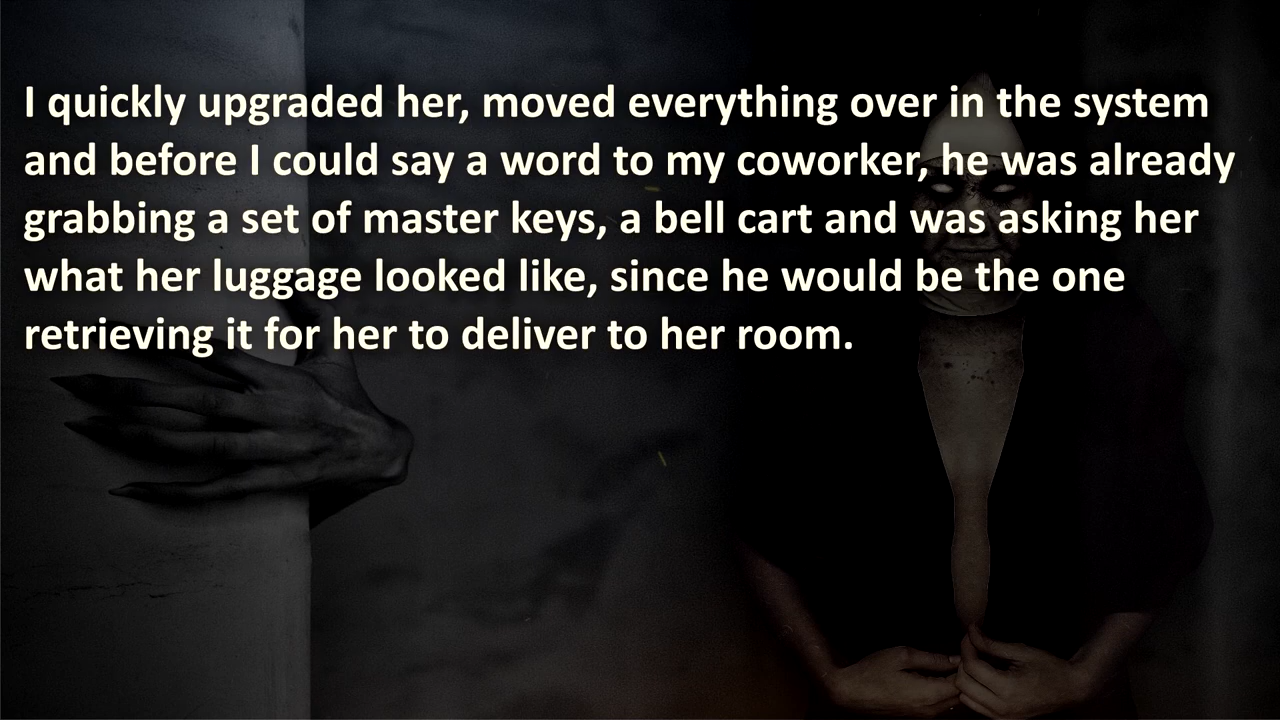 I quickly upgraded her, moved everything over in the system
and before I could say a word to my coworker, he was already
grabbing a set of master keys, a bell cart and was asking her
what her luggage looked like, since he would be the one
retrieving it for her to deliver to her room.